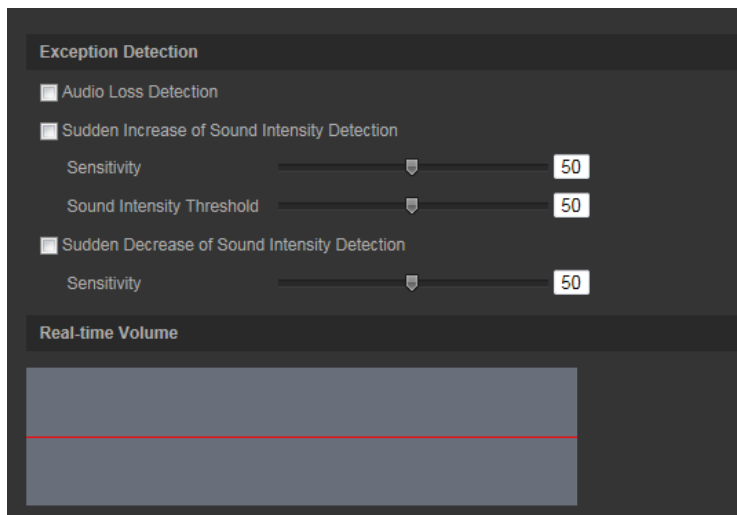 Exception Detection
Audio Loss Detection
Sudden Increase of Sound Intensity Detection
Sensitivity 50
Sound Intensity Threshold 50
Sudden Decrease of Sound Intensity Detection
Sensitivity 50
Real-time Volume